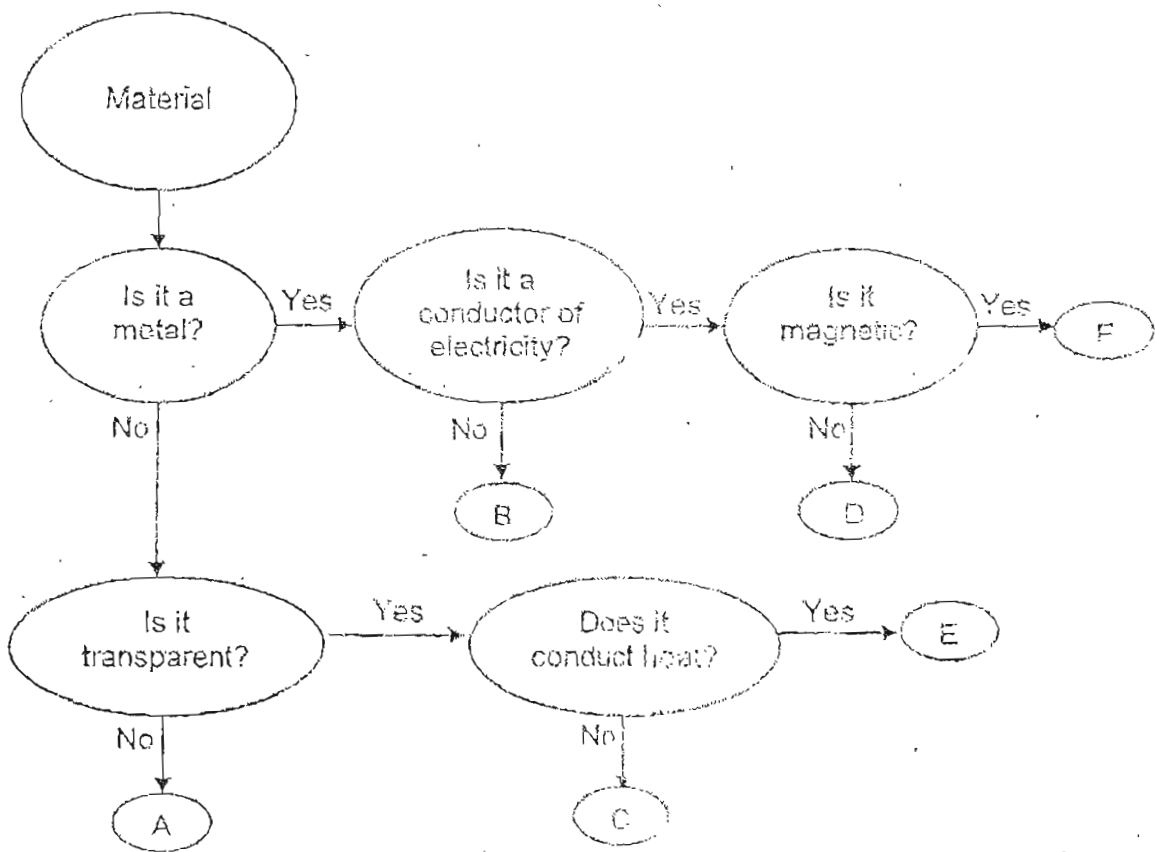 Material
Is it a
metal?
Yes
Is it a
conductor of
electricity?
Yes
Is it
magnetic?
Yes
F
No
No
No
B
D
Is it
transparent?
Yes
Does it
conduct heat?
Yes
E
No
No
A
C